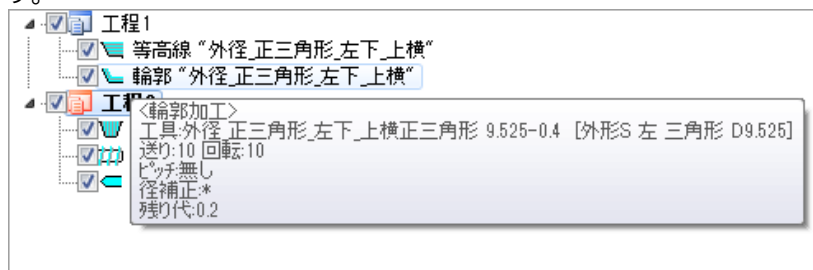 す。
工程1
等高線 “外径_正三角形_左下_上横“
輪郭 “外径_正三角形_左下_上横“
工程
<輪郭加工>
工具:外径_正三角形_左下_上横正三角形 9.525-0.4 [外形S 左 三角形 D9.525]
送り:10 回転:10
ピッチ:無し
径補正:*
残り代:0.2